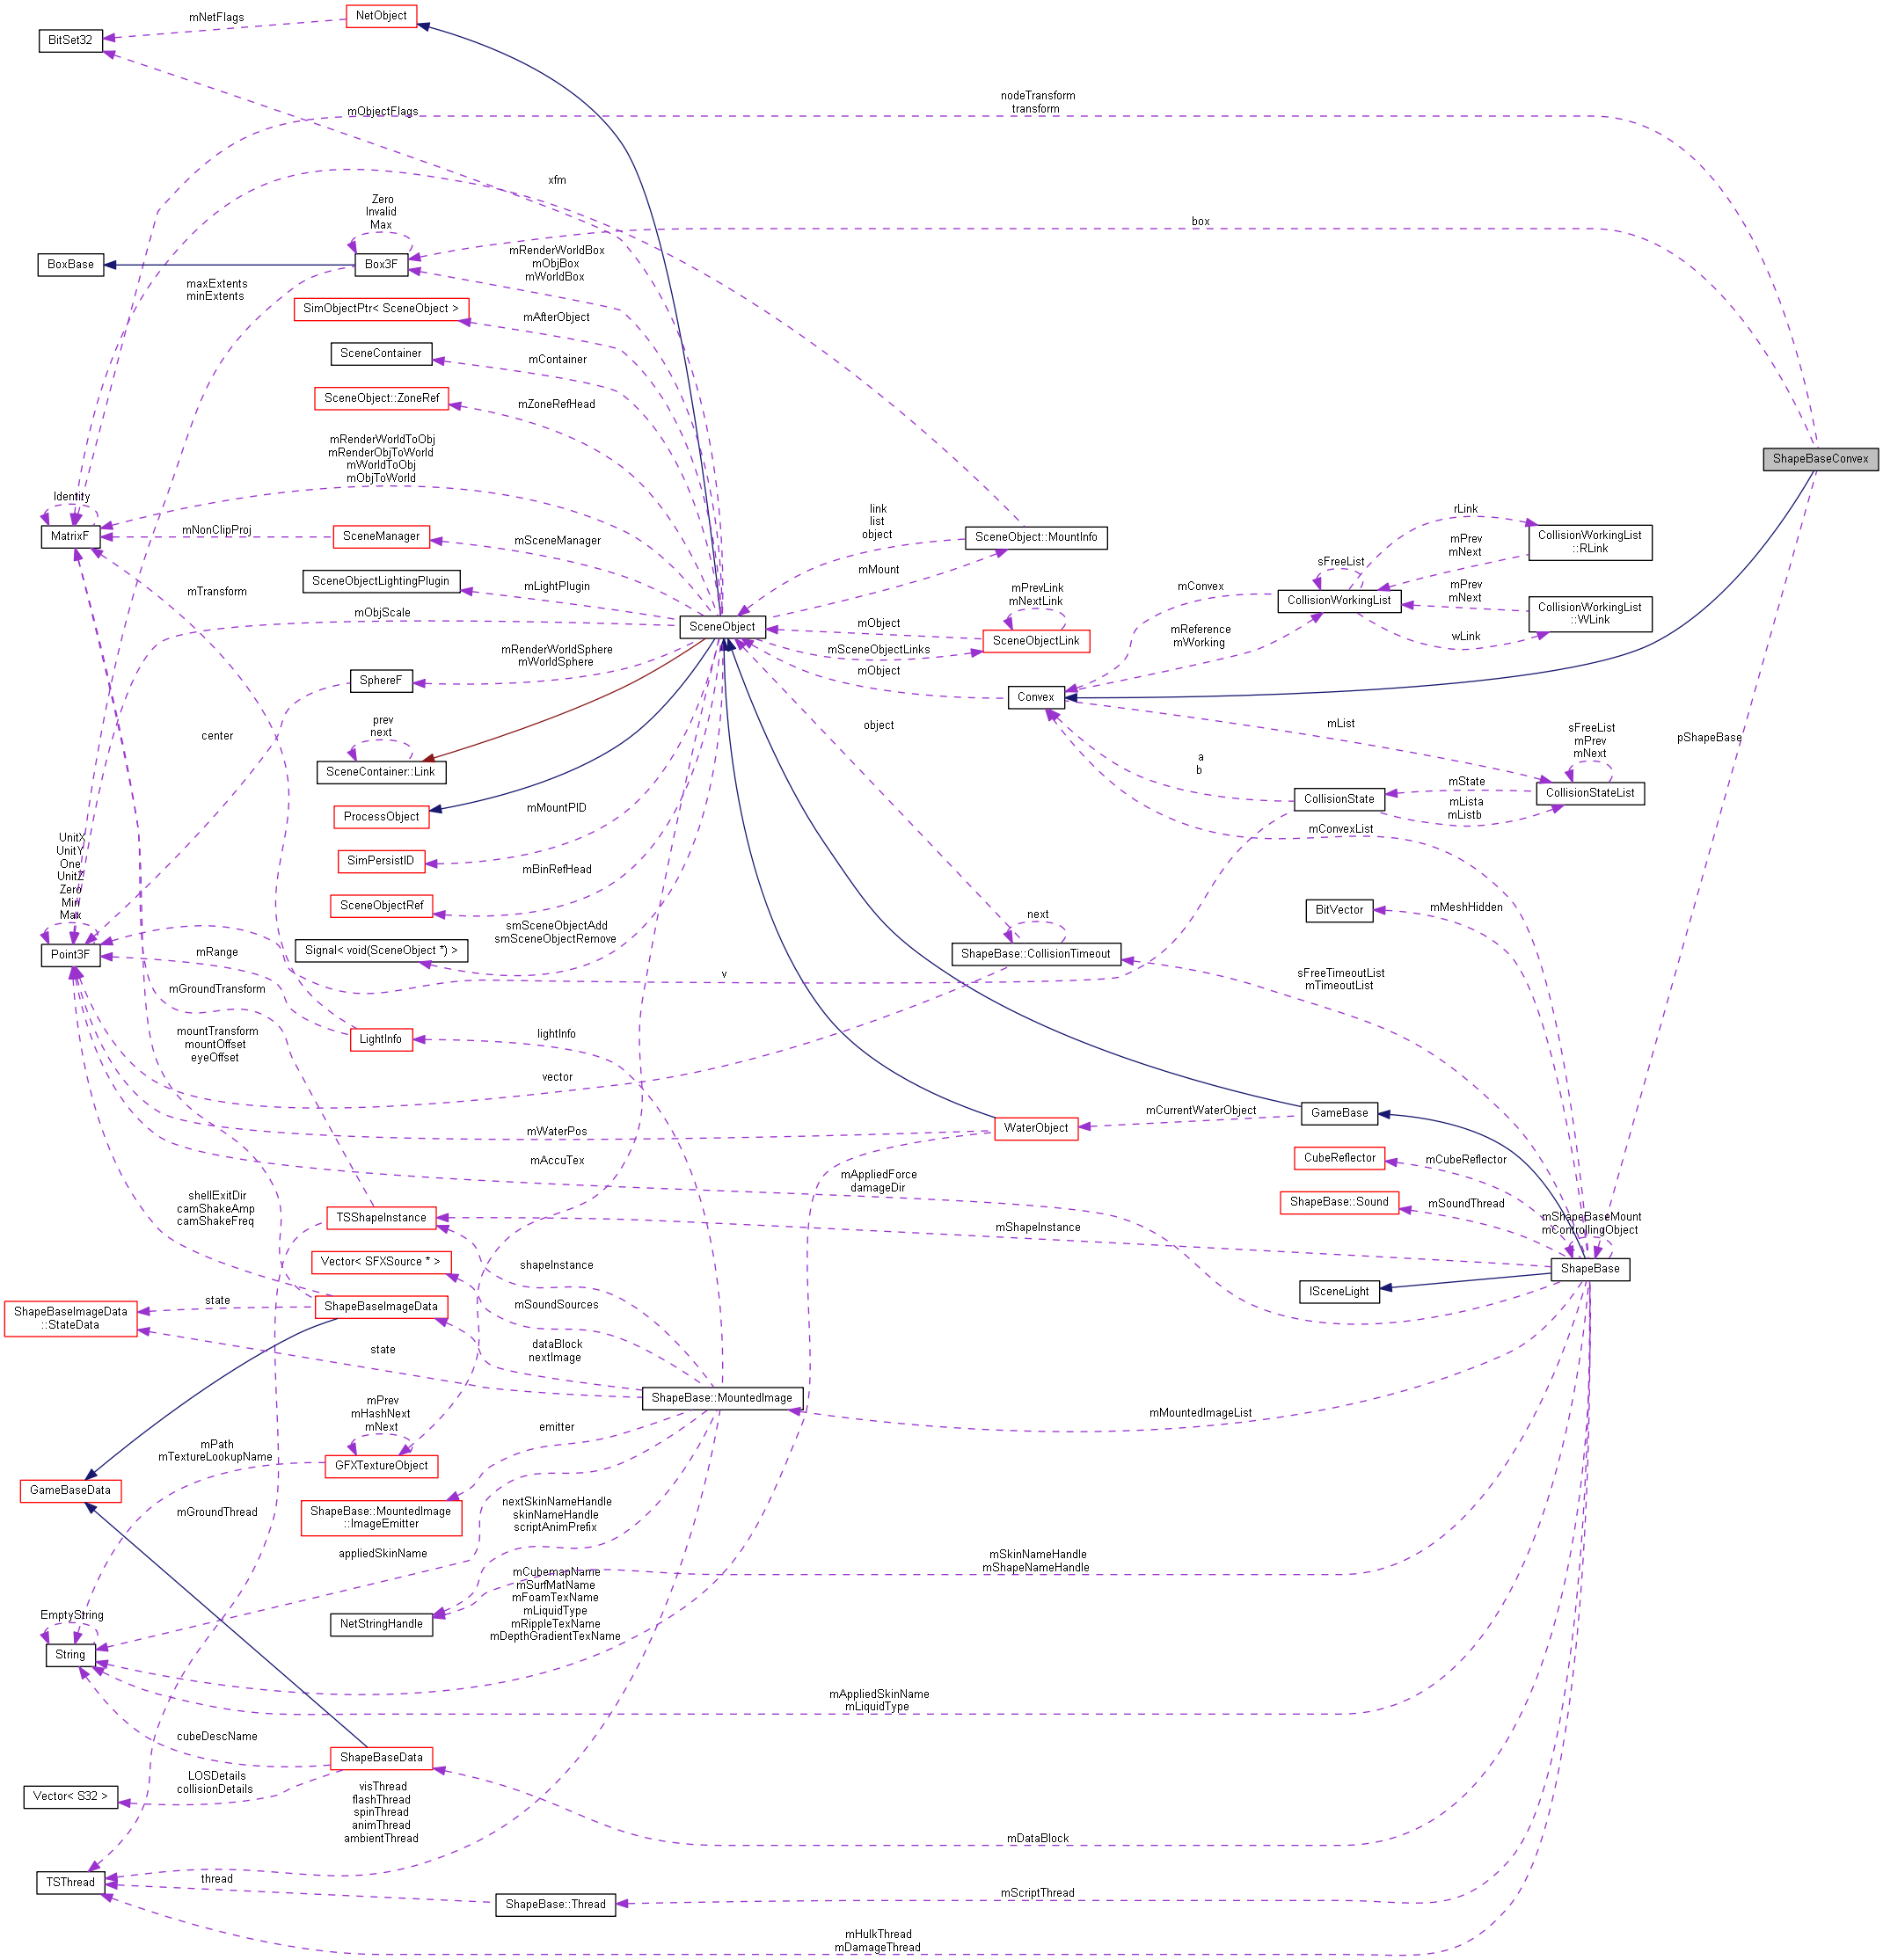 NetObject
mNetFlags
BitSet32
nodeTransform
transform
mObjectFlags
xfm
Zero
Invalid
Max
box
mRenderWorldBox
mObjBox
mWorldBox
BoxBase
Box3F
maxExtents
minExtents
SimObjectPtr< SceneObject >
mAfterObject
SceneContainer
mContainer
SceneObject::ZoneRef
mZoneRefHead
mRenderWorldToObj
mRenderObjToWorld
mWorldToObj
mObjToWorld
ShapeBaseConvex
Identity
MatrixF
mNonClipProj
SceneManager
mSceneManager
link
list
object
SceneObject::MountInfo
rLink
CollisionWorkingList
::RLink
mPrev
mNext
sFreeList
mTransform
SceneObjectLightingPlugin
mLightPlugin
mMount
mPrevLink
mNextLink
mConvex
CollisionWorkingList
mPrev
mNext
CollisionWorkingList
::WLink
mObjScale
SceneObject
mObject
SceneObjectLink
mReference
mWorking
wLink
mRenderWorldSphere
mWorldSphere
mSceneObjectLinks
SphereF
mObject
Convex
prev
next
center
object
mList
sFreeList
mPrev
mNext
pShapeBase
SceneContainer::Link
a
b
mState
CollisionState
CollisionStateList
mLista
mListb
ProcessObject
mMountPID
mConvexList
UnitX
UnitY
One
UnitZ
Zero
Min
Max
SimPersistID
mBinRefHead
SceneObjectRef
BitVector
mMeshHidden
smSceneObjectAdd
smSceneObjectRemove
next
Point3F
mRange
Signal< void(SceneObject *) >
ShapeBase::CollisionTimeout
v
sFreeTimeoutList
mTimeoutList
mGroundTransform
mountTransform
mountOffset
eyeOffset
LightInfo
lightInfo
vector
mCurrentWaterObject
GameBase
WaterObject
mWaterPos
mAccuTex
CubeReflector
mCubeReflector
mAppliedForce
damageDir
shellExitDir
camShakeAmp
camShakeFreq
ShapeBase::Sound
mSoundThread
TSShapeInstance
mShapeInstance
mShapeBaseMount
mControllingObject
Vector< SFXSource * >
shapeInstance
ShapeBase
ISceneLight
ShapeBaseImageData
::StateData
state
ShapeBaseImageData
mSoundSources
state
dataBlock
nextImage
ShapeBase::MountedImage
mMountedImageList
mPrev
mHashNext
mNext
emitter
mPath
mTextureLookupName
GFXTextureObject
GameBaseData
mGroundThread
ShapeBase::MountedImage
::ImageEmitter
nextSkinNameHandle
skinNameHandle
scriptAnimPrefix
appliedSkinName
mSkinNameHandle
mShapeNameHandle
mCubemapName
mSurfMatName
mFoamTexName
mLiquidType
mRippleTexName
mDepthGradientTexName
EmptyString
NetStringHandle
String
mAppliedSkinName
mLiquidType
cubeDescName
ShapeBaseData
LOSDetails
collisionDetails
Vector< S32 >
visThread
flashThread
spinThread
animThread
ambientThread
mDataBlock
TSThread
thread
ShapeBase::Thread
mScriptThread
mHulkThread
mDamageThread